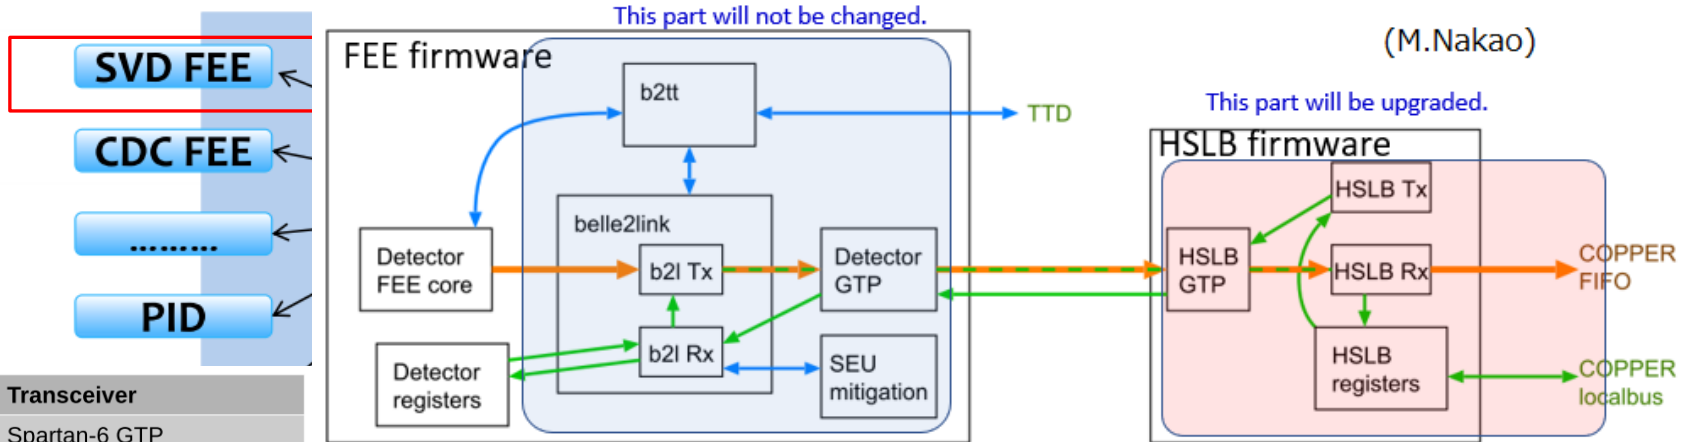 SVD FEE
CDC FEE
.........
PID
Transceiver
Spartan-6 GTP
This part will not be changed.
FEE firmware
b2tt
TTD
belle2link
Detector
FEE core
b2l Tx
Detector
GTP
b2l Rx
Detector
registers
SEU
mitigation
(M.Nakao)
This part will be upgraded.
HSLB firmware
HSLB Tx
HSLB
GTP
HSLB Rx
COPPER
FIFO
HSLB
registers
COPPER
localbus